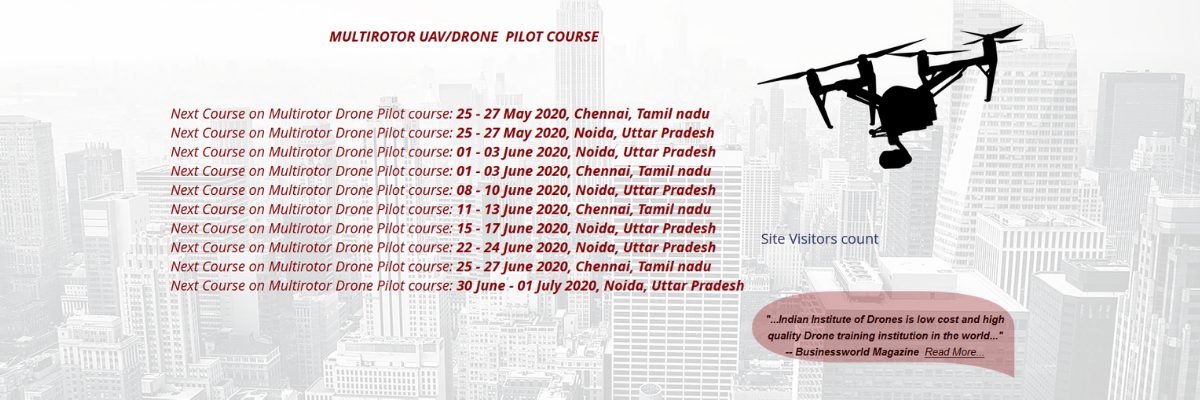 MULTIROTOR UAV/DRONE PILOT COURSE
Next Course on Multirotor Drone Pilot course: 25 - 27 May 2020, Chennai, Tamil nadu
Next Course on Multirotor Drone Pilot course: 25 - 27 May 2020, Noida, Uttar Pradesh
Next Course on Multirotor Drone Pilot course: 01 - 03 June 2020, Noida, Uttar Pradesh
Next Course on Multirotor Drone Pilot course: 01 - 03 June 2020, Chennai, Tamil nadu
Next Course on Multirotor Drone Pilot course: 08 - 10 June 2020, Noida, Uttar Pradesh
Next Course on Multirotor Drone Pilot course: 11 - 13 June 2020, Chennai, Tamil nadu
Next Course on Multirotor Drone Pilot course: 15 - 17 June 2020, Noida, Uttar Pradesh
Next Course on Multirotor Drone Pilot course: 22 - 24 June 2020, Noida, Uttar Pradesh
Next Course on Multirotor Drone Pilot course: 25 - 27 June 2020, Chennai, Tamil nadu
Next Course on Multirotor Drone Pilot course: 30 June - 01 July 2020, Noida, Uttar Pradesh
Site Visitors count
"...Indian Institute of Drones is low cost and high
quality Drone training institution in the world..."
-- Businessworld Magazine Read More...